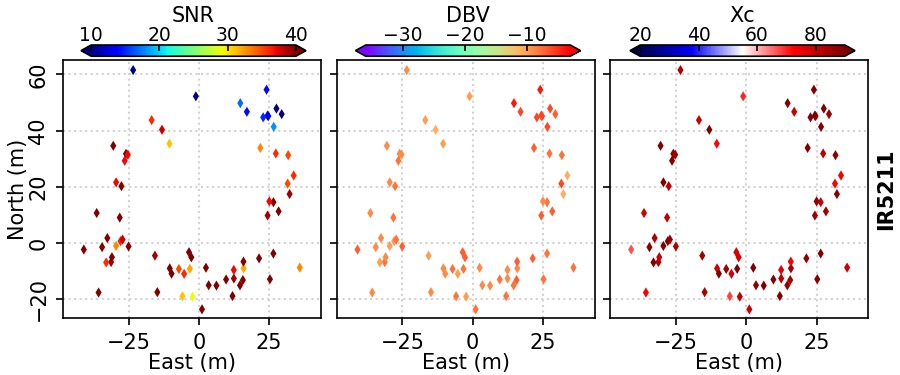 SNR DBV Xc
10 20 30 40 −30 −20 −10 20 40 60 80
60
40
20
0
−20
North (m)
IR5211
−25 0 25 −25 0 25 −25 0 25
East (m) East (m) East (m)